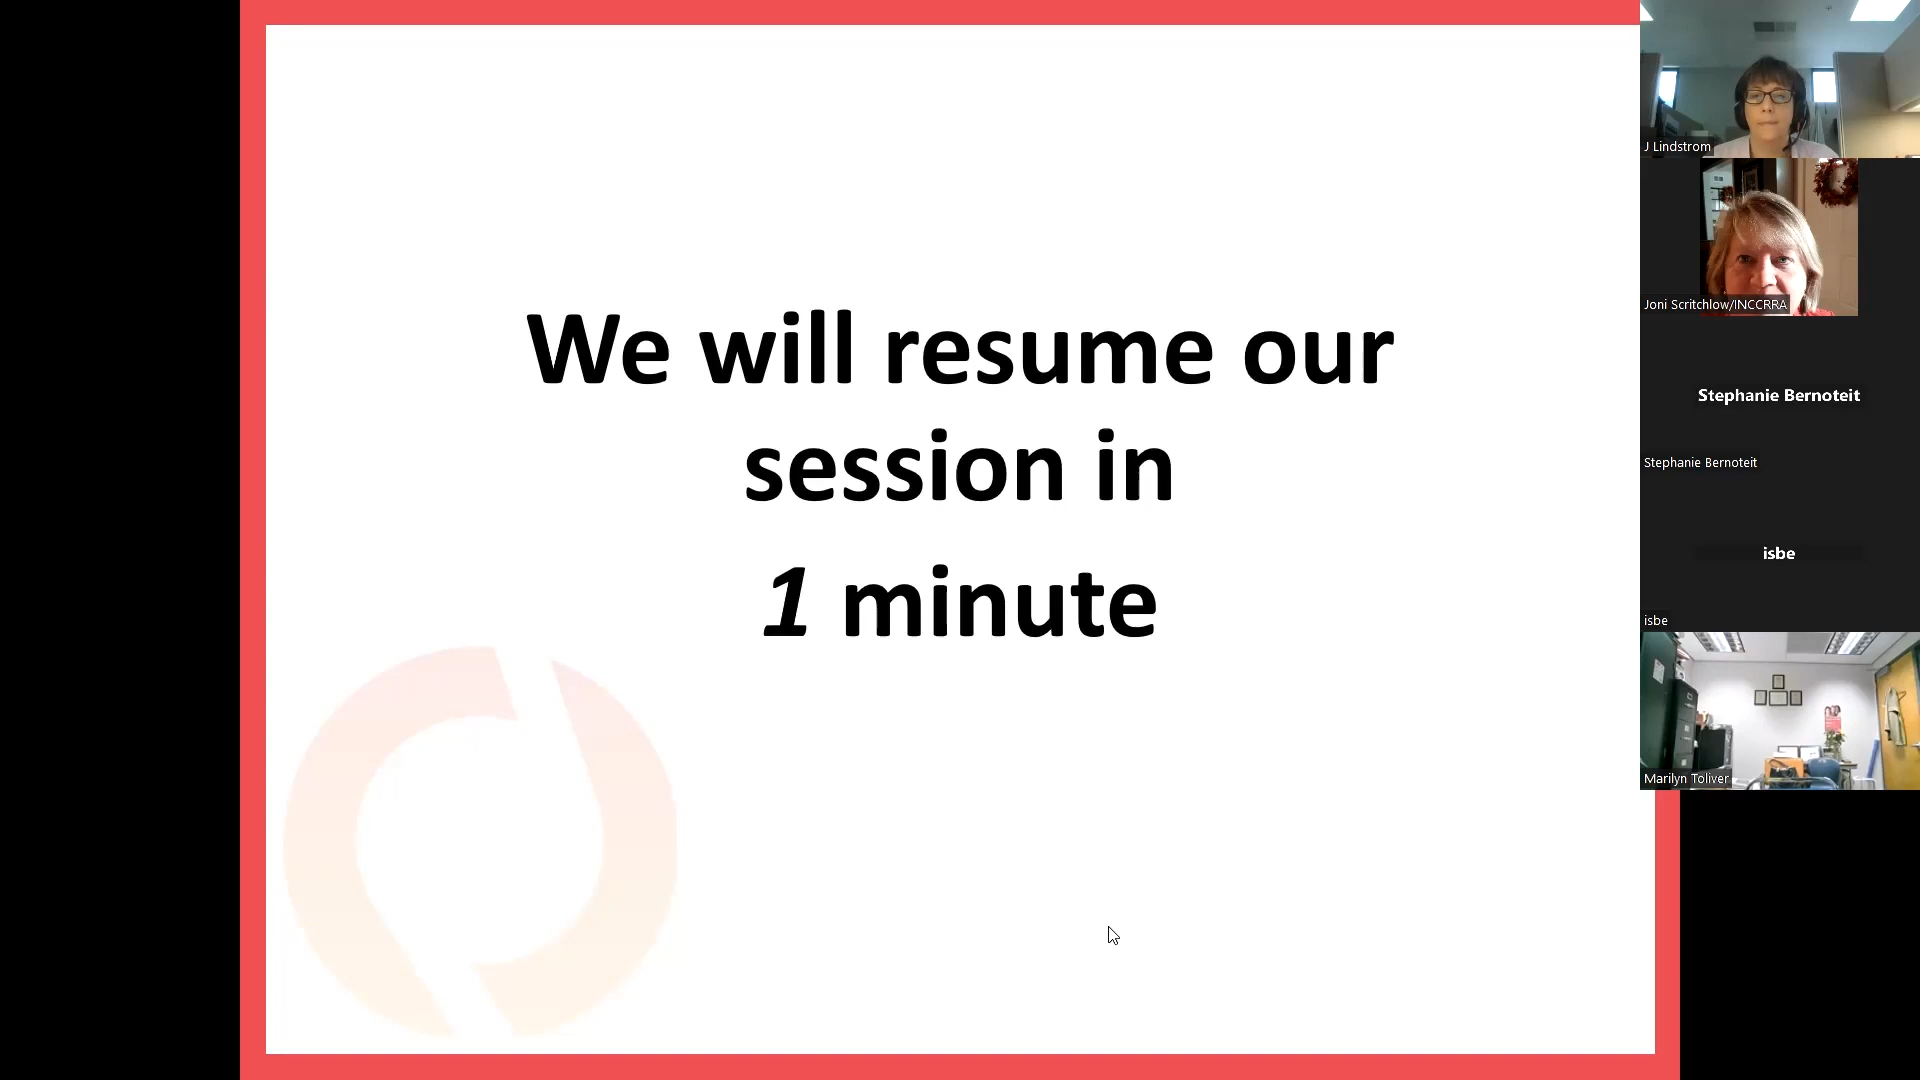 We will resume our
session in
1 minute
J Lindstrom
Joni Scritchlow/INCCRRA
Stephanie Bernoteit
Stephanie Bernoteit
isbe
isbe
Marilyn Toliver